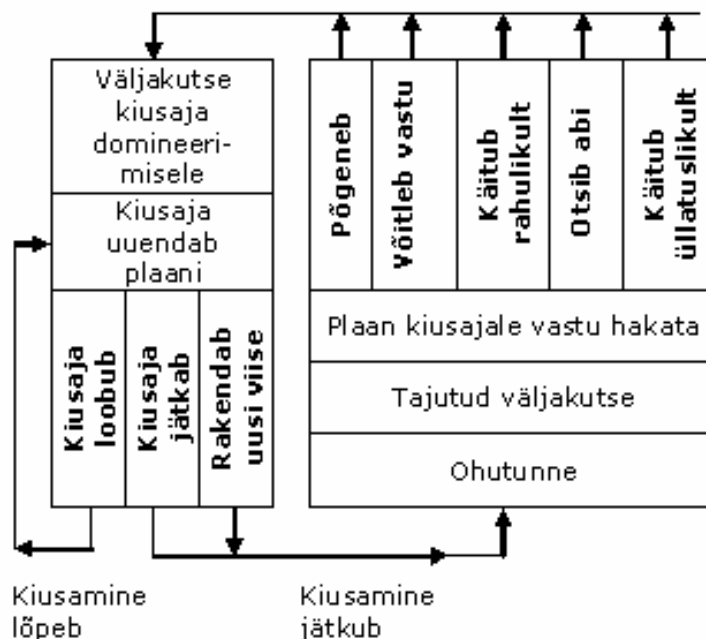 Väljakutse
kiusaja
domineeri-
misele
Kiusaja
uuendab
plaani
Kiusaja
loobub
Kiusaja
jätkab
Rakendab
uusi viise
Põgeneb
Võitleb vastu
Käitub
rahulikult
Otsib abi
Käitub
üllatuslikult
Plaan kiusajale vastu hakata
Tajutud väljakutse
Ohutunne
Kiusamine
lõpeb
Kiusamine
jätkub